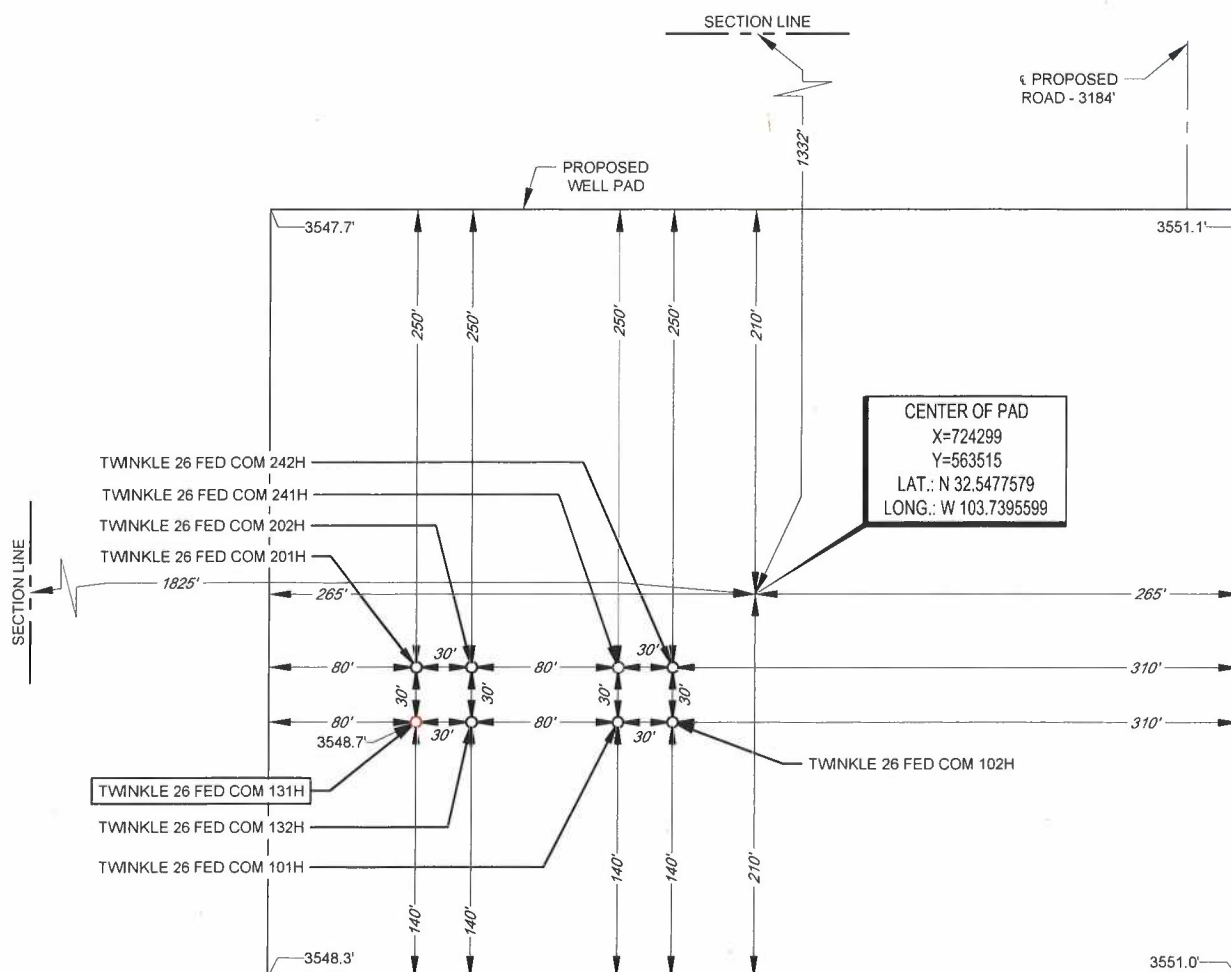 SECTION LINE
℄ PROPOSED
ROAD - 3184'
1332'
PROPOSED
WELL PAD
3547.7'
3551.1'
250'
250'
250'
250'
210'
CENTER OF PAD
X=724299
Y=563515
LAT.: N 32.5477579
LONG.: W 103.7395599
TWINKLE 26 FED COM 242H
TWINKLE 26 FED COM 241H
TWINKLE 26 FED COM 202H
TWINKLE 26 FED COM 201H
SECTION LINE
1825'
265'
265'
80'
30'
80'
30'
310'
30'
30'
30'
30'
80'
30'
80'
30'
310'
3548.7'
TWINKLE 26 FED COM 102H
TWINKLE 26 FED COM 131H
TWINKLE 26 FED COM 132H
TWINKLE 26 FED COM 101H
140'
140'
140'
140'
210'
3548.3'
3551.0'